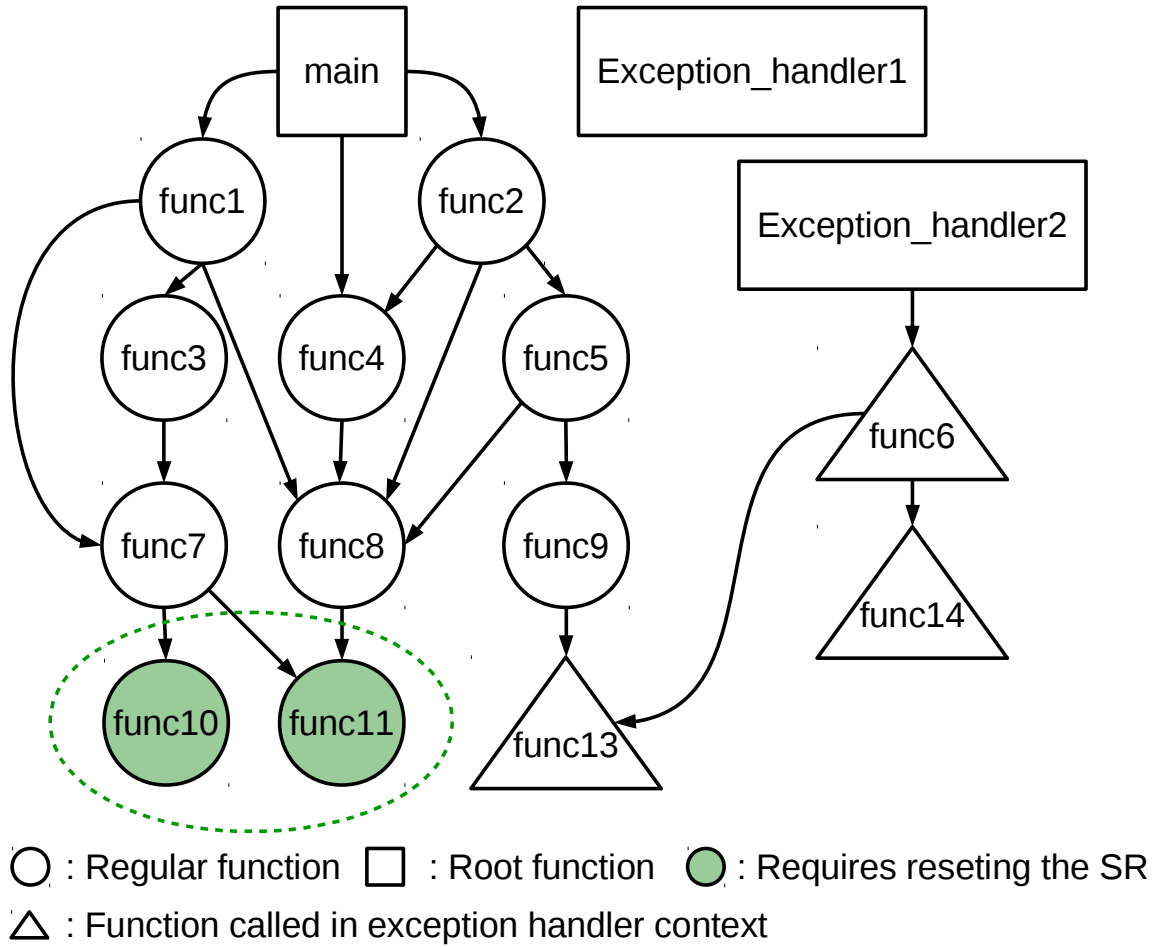 main
Exception_handler1
func1
func2
Exception_handler2
func3
func4
func5
func6
func7
func8
func9
func14
func10
func11
func13
: Regular function
: Root function
: Requires reseting the SR
: Function called in exception handler context